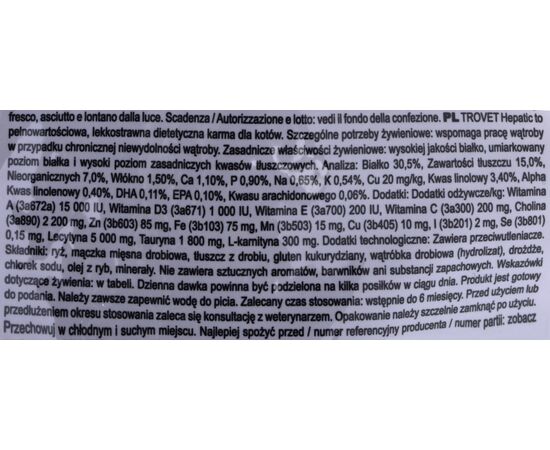 fresco, asciutto e lontano dalla luce. Scadenza / Autorizzazione e lotto: vedi il fondo della confezione. PL TROVET Hepatic to
pełnowartościowa, lekkostrawna dietetyczna karma dla kotów. Szczególne potrzeby żywieniowe: wspomaga pracę wątroby
w przypadku chronicznej niewydolności wątroby. Zasadnicze właściwości żywieniowe: wysokiej jakości białko, umiarkowany
poziom białka i wysoki poziom zasadniczych kwasów tłuszczowych. Analiza: Białko 30,5%, Zawartości tłuszczu 15,0%,
Nieorganicznych 7,0%, Włókno 1,50%, Ca 1,10%, P 0,90%, Na 0,65%, K 0,54%, Cu 20 mg/kg, Kwas linolowy 3,40%, Alpha
Kwas linolenowy 0,40%, DHA 0,11%, EPA 0,10%, Kwasu arachidonowego 0,06%. Dodatki: Dodatki odżywcze/kg: Witamina
A (3a672a) 15 000 IU, Witamina D3 (3a671) 1 000 IU, Witamina E (3a700) 200 IU, Witamina C (3a300) 200 mg, Cholina
(3a890) 2 200 mg, Zn (3b603) 85 mg, Fe (3b103) 75 mg, Mn (3b503) 15 mg, Cu (3b405) 10 mg, I (3b201) 2 mg, Se (3b801)
0,15 mg, Lecytyna 5 000 mg, Tauryna 1 800 mg, L-karnityna 300 mg. Dodatki technologiczne: Zawiera przeciwutleniacze.
Składniki: ryż, mączka mięsna drobiowa, tłuszcz z drobiu, gluten kukurydziany, wątróbka drobiowa (hydrolizat), drożdże,
chlorek sodu, olej z ryb, minerały. Nie zawiera sztucznych aromatów, barwników ani substancji zapachowych. Wskazówki
dotyczące żywienia: w tabeli. Dzienna dawka powinna być podzielona na kilka posiłków w ciągu dnia. Produkt jest gotowy
do podania. Należy zawsze zapewnić wodę do picia. Zalecany czas stosowania: wstępnie do 6 miesięcy. Przed użyciem lub
przedłużeniem okresu stosowania zaleca się konsultację z weterynarzem. Opakowanie należy szczelnie zamknąć po użyciu.
Przechowuj w chłodnym i suchym miejscu. Najlepiej spożyć przed / numer referencyjny producenta / numer partii: zobacz